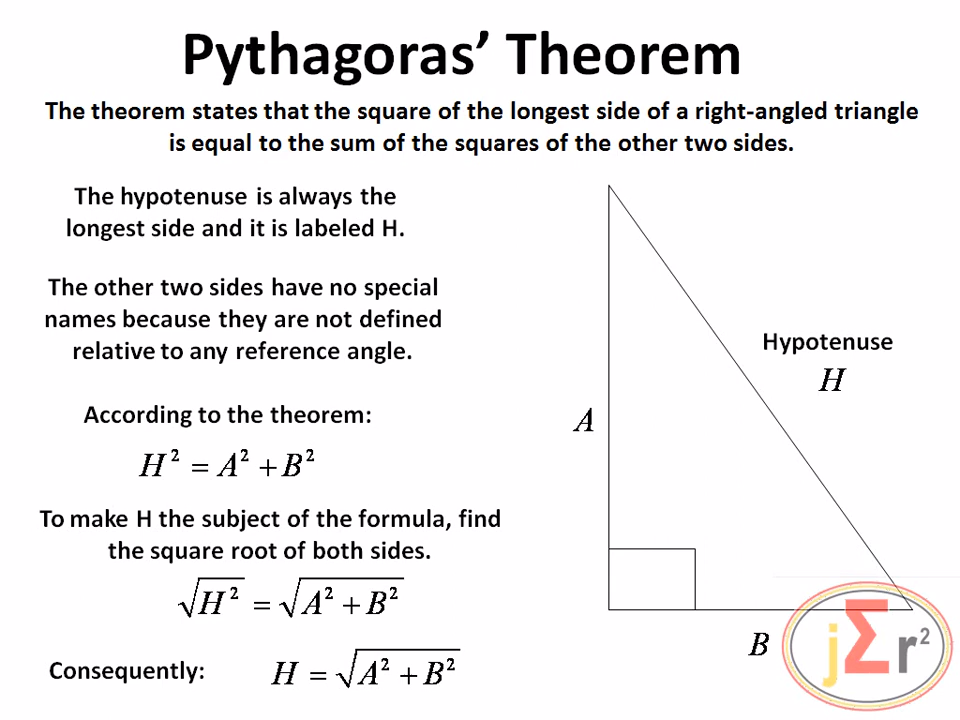 Pythagoras’ Theorem
The theorem states that the square of the longest side of a right-angled triangle
is equal to the sum of the squares of the other two sides.
The hypotenuse is always the
longest side and it is labeled H.
The other two sides have no special
names because they are not defined
relative to any reference angle.
According to the theorem:
H² = A² + B²
To make H the subject of the formula, find
the square root of both sides.
√H² = √A² + B²
Consequently: H = √A² + B²
Hypotenuse
H
A
B
jΣr²